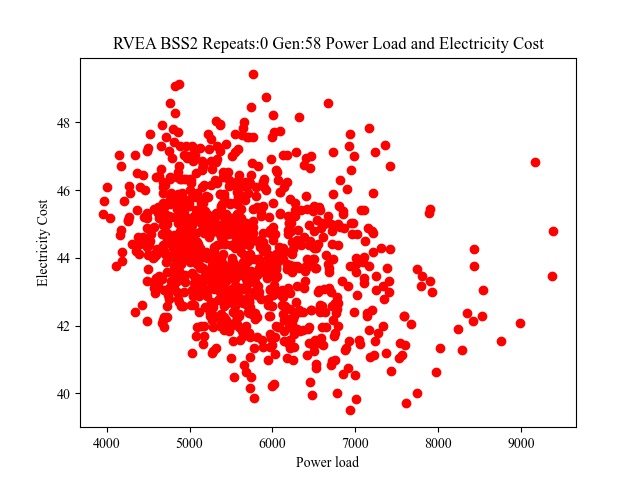 RVEA BSS2 Repeats:0 Gen:58 Power Load and Electricity Cost
48
46
44
42
40
Electricity Cost
4000 5000 6000 7000 8000 9000
Power load